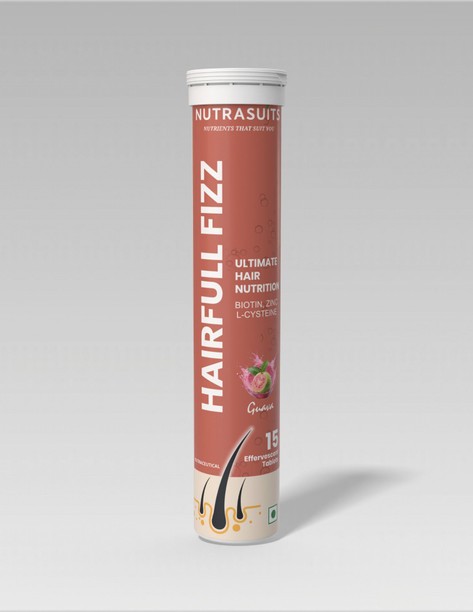 NUTRASUITS
NUTRIENTS THAT SUIT YOU
HAIRFULL FIZZ
ULTIMATE
HAIR
NUTRITION
BIOTIN, ZINC
L-CYSTEINE
Guava
15
Effervescent
Tablets